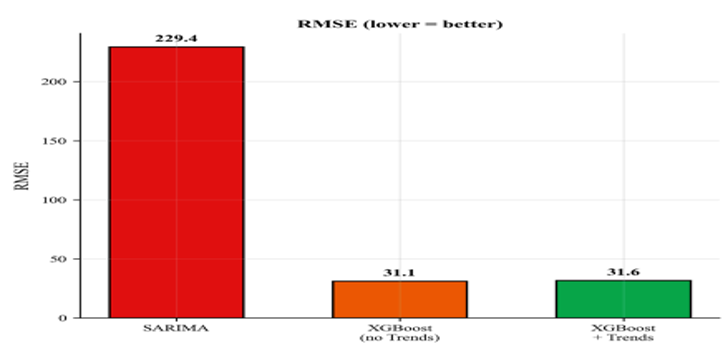 RMSE (lower = better)
229.4
200
150
RMSE
100
50
31.1
31.6
0
SARIMA
XGBoost
(no Trends)
XGBoost
+ Trends